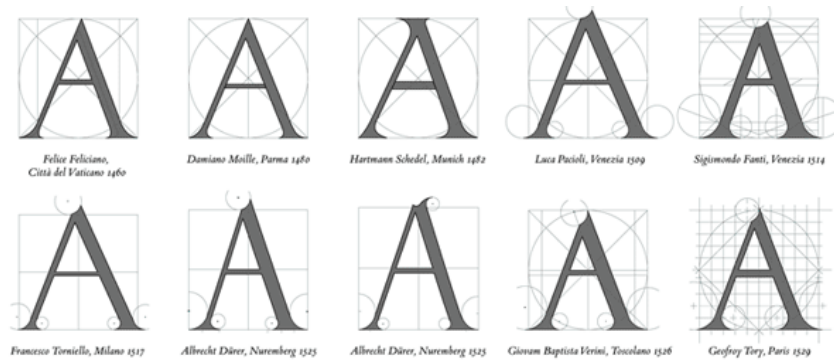 Felice Feliciano,
Città del Vaticano 1460
Damiano Moille, Parma 1480
Hartmann Schedel, Munich 1482
Luca Pacioli, Venezia 1509
Sigismondo Fanti, Venezia 1514
Francesco Torniello, Milano 1517
Albrecht Dürer, Nuremberg 1525
Albrecht Dürer, Nuremberg 1525
Giovam Baptista Verini, Toscolano 1526
Geofroy Tory, Paris 1529